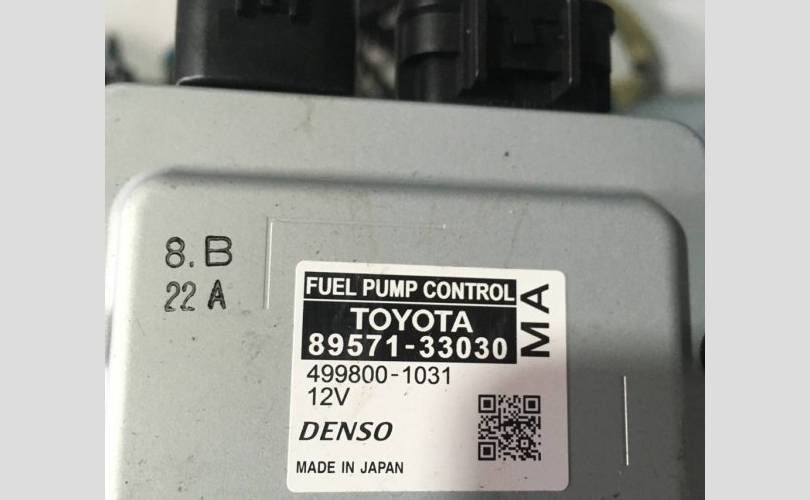 8.B
22 A
FUEL PUMP CONTROL
TOYOTA
89571-33030
MA
499800-1031
12V
DENSO
MADE IN JAPAN